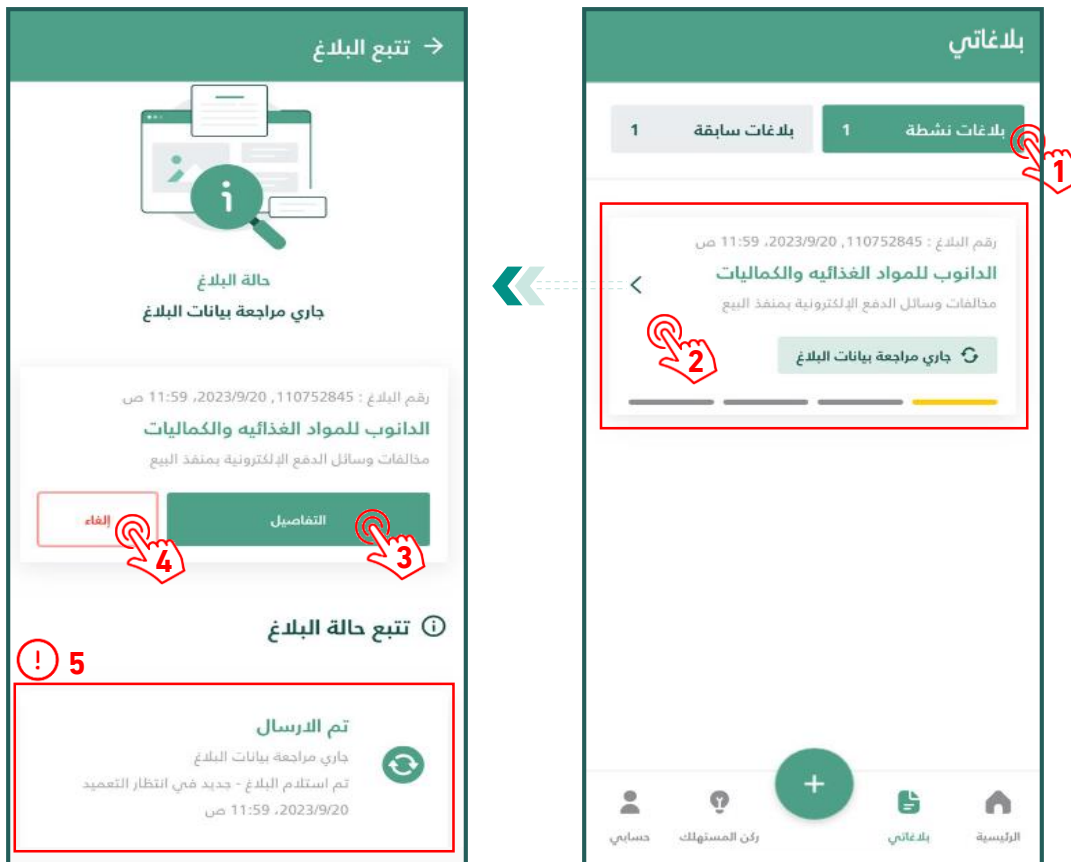 بلاغاتي
بلاغات نشطة 1
بلاغات سابقة 1
1
رقم البلاغ : 110752845, 2023/9/20، 11:59 ص
الدانوب للمواد الغذائيه والكماليات
مخالفات وسائل الدفع الإلكترونية بمنفذ البيع
2
جاري مراجعة بيانات البلاغ
الرئيسية
بلاغاتي
+
ركن المستهلك
حسابي
تتبع البلاغ
i
حالة البلاغ
جاري مراجعة بيانات البلاغ
رقم البلاغ : 110752845, 2023/9/20، 11:59 ص
الدانوب للمواد الغذائيه والكماليات
مخالفات وسائل الدفع الإلكترونية بمنفذ البيع
التفاصيل
3
إلغاء
4
تتبع حالة البلاغ
! 5
تم الارسال
جاري مراجعة بيانات البلاغ
تم استلام البلاغ - جديد في انتظار التعميد
2023/9/20، 11:59 ص